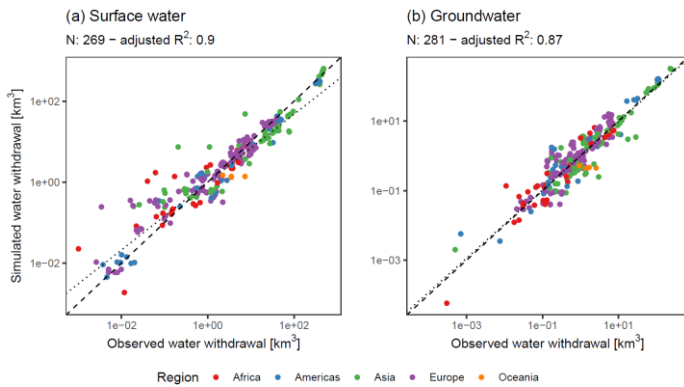 (a) Surface water
N: 269 − adjusted R²: 0.9
Simulated water withdrawal [km³]
1e+02
1e+00
1e−02
1e−02 1e+00 1e+02
Observed water withdrawal [km³]
(b) Groundwater
N: 281 − adjusted R²: 0.87
1e+01
1e−01
1e−03
1e−03 1e−01 1e+01
Observed water withdrawal [km³]
Region Africa Americas Asia Europe Oceania